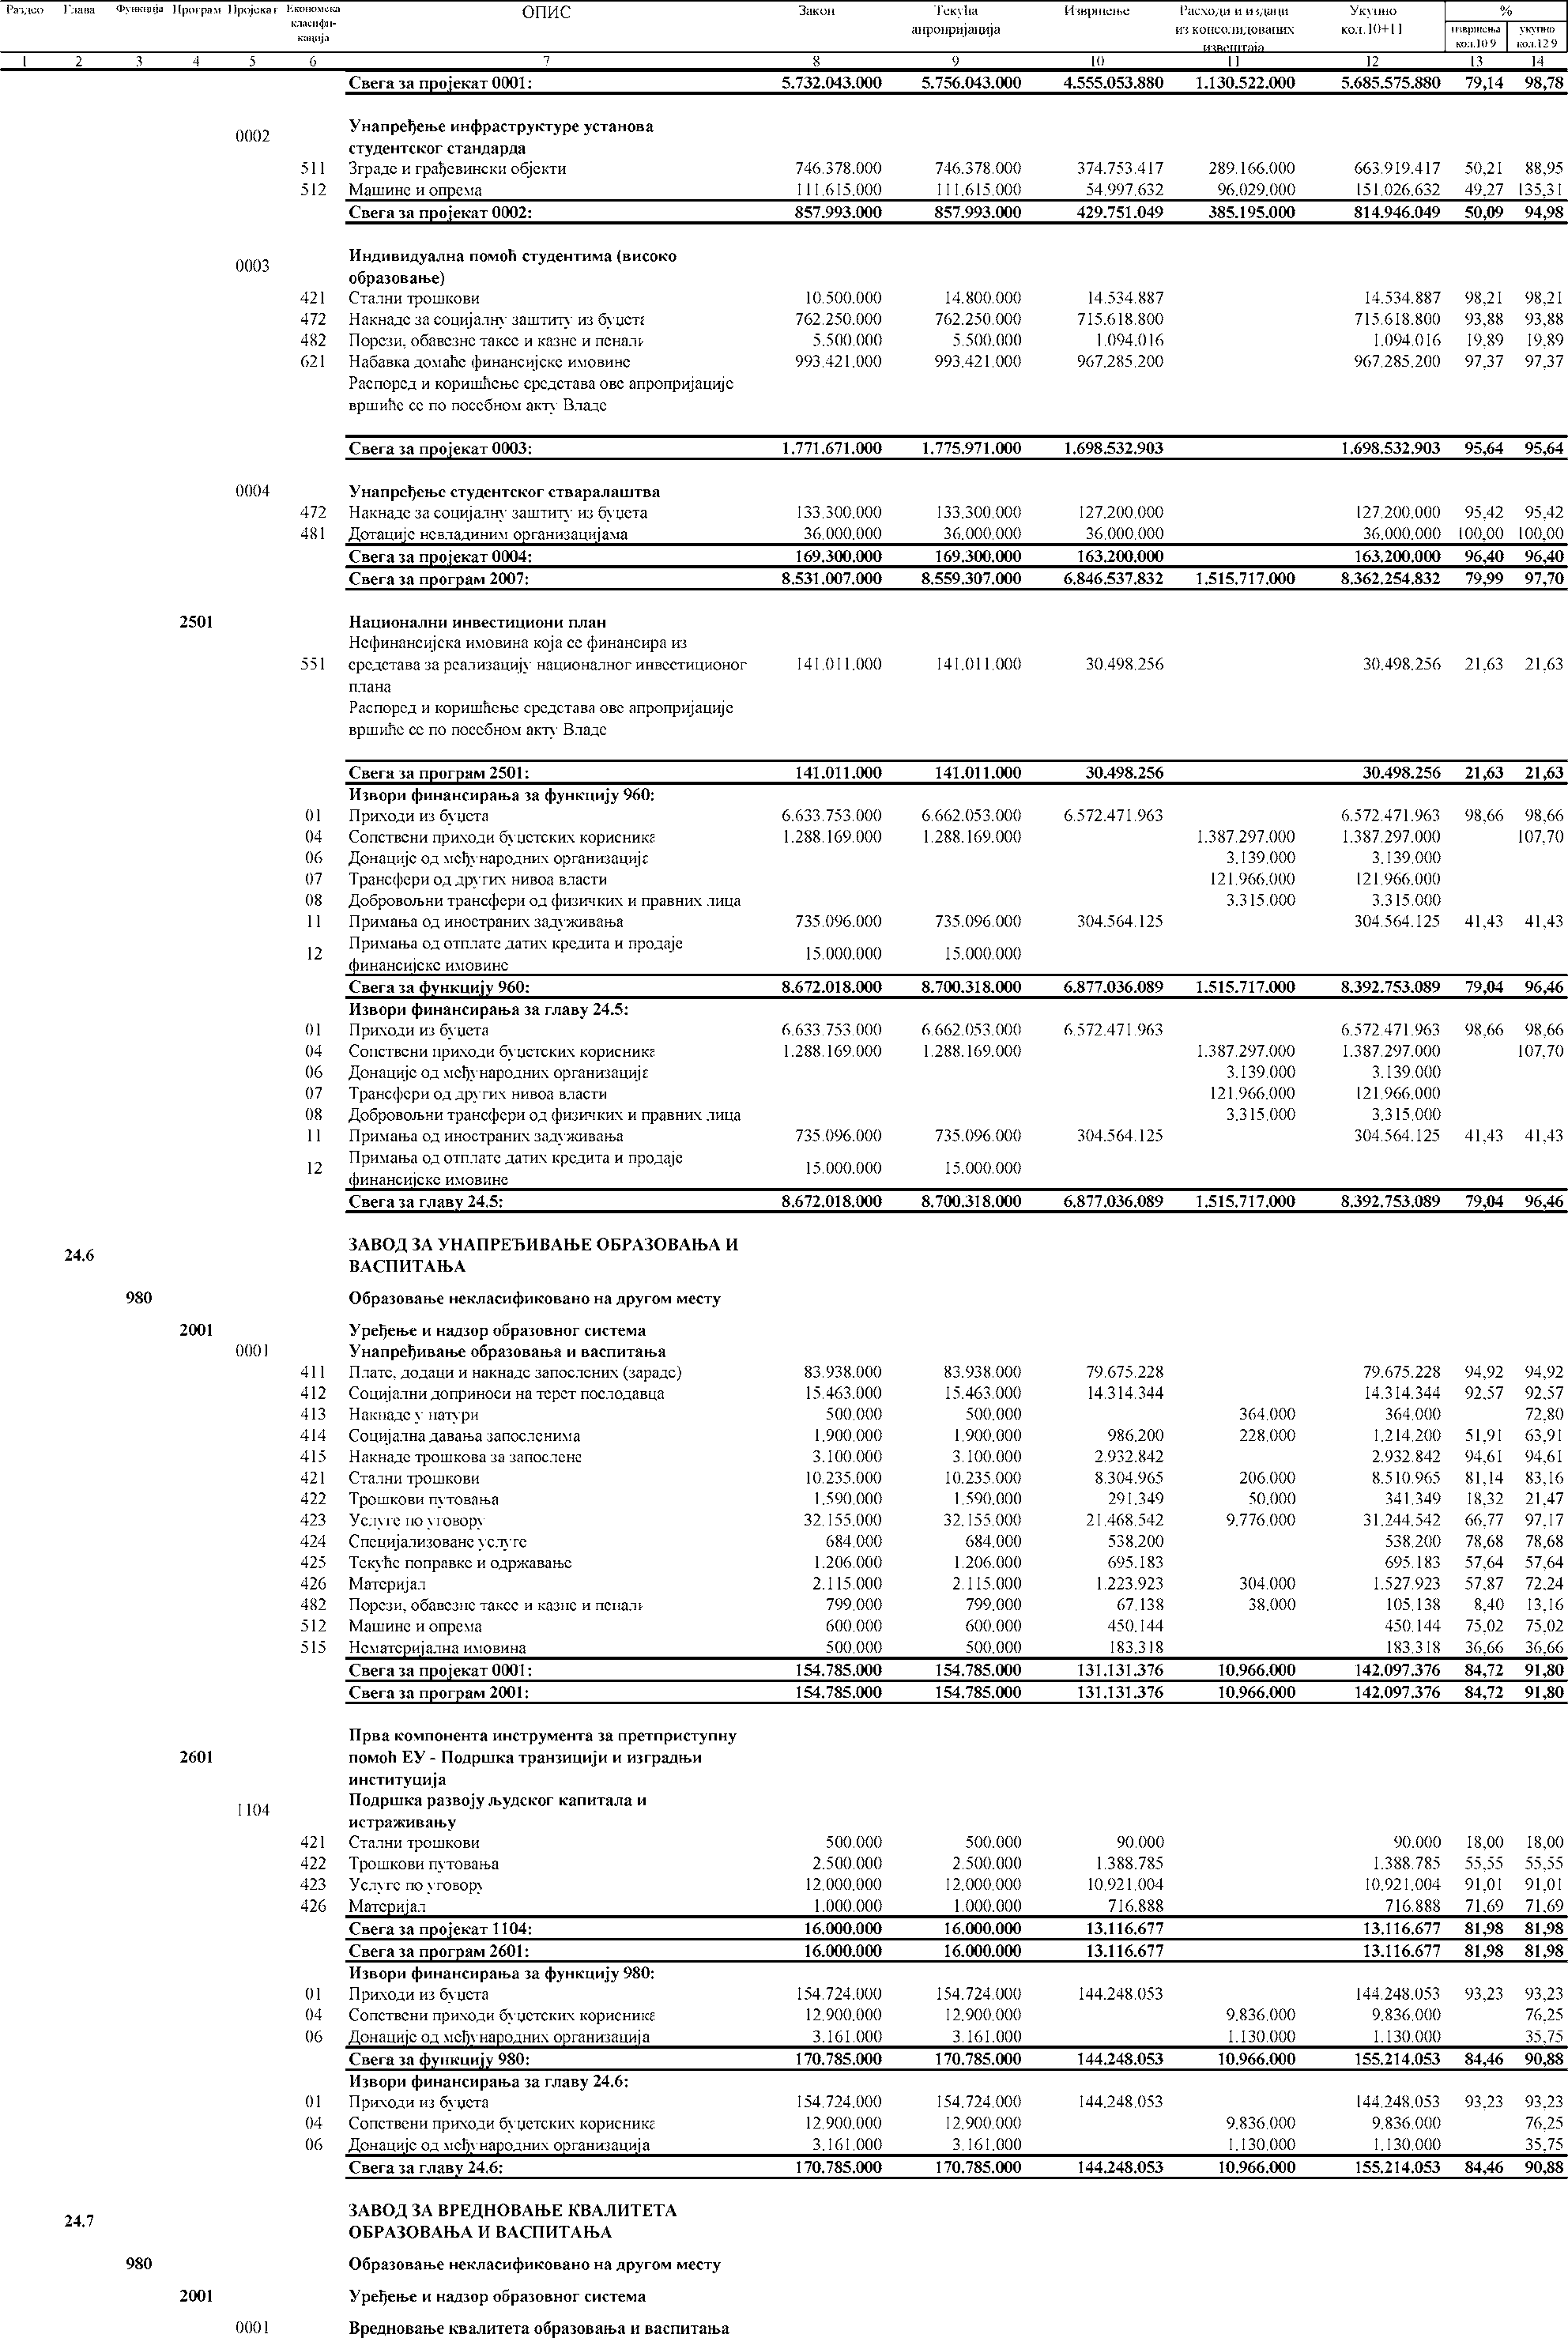 Раздео Глава Функција Програм Пројекат Економска класифи-кација ОПИС Закон Текућа апропријација Извршење Расходи и издаци из консолидованих извештаја Укупно кол.10+11 % извршења кол.10 9 укупно кол.12 9
1 2 3 4 5 6 7 8 9 10 11 12 13 14
Свега за пројекат 0001: 5.732.043.000 5.756.043.000 4.555.053.880 1.130.522.000 5.685.575.880 79,14 98,78
0002 Унапређење инфраструктуре установа
студентског стандарда
511 Зграде и грађевински објекти 746.378.000 746.378.000 374.753.417 289.166.000 663.919.417 50,21 88,95
512 Машине и опрема 111.615.000 111.615.000 54.997.632 96.029.000 151.026.632 49,27 135,31
Свега за пројекат 0002: 857.993.000 857.993.000 429.751.049 385.195.000 814.946.049 50,09 94,98
0003 Индивидуална помоћ студентима (високо
образовање)
421 Стални трошкови 10.500.000 14.800.000 14.534.887 14.534.887 98,21 98,21
472 Накнаде за социјалну заштиту из буџета 762.250.000 762.250.000 715.618.800 715.618.800 93,88 93,88
482 Порези, обавезне таксе и казне и пенали 5.500.000 5.500.000 1.094.016 1.094.016 19,89 19,89
621 Набавка домаће финансијске имовине 993.421.000 993.421.000 967.285.200 967.285.200 97,37 97,37
Распоред и коришћење средстава ове апропријације
вршиће се по посебном акту Владе
Свега за пројекат 0003: 1.771.671.000 1.775.971.000 1.698.532.903 1.698.532.903 95,64 95,64
0004 Унапређење студентског стваралаштва
472 Накнаде за социјалну заштиту из буџета 133.300.000 133.300.000 127.200.000 127.200.000 95,42 95,42
481 Дотације невладиним организацијама 36.000.000 36.000.000 36.000.000 36.000.000 100,00 100,00
Свега за пројекат 0004: 169.300.000 169.300.000 163.200.000 163.200.000 96,40 96,40
Свега за програм 2007: 8.531.007.000 8.559.307.000 6.846.537.832 1.515.717.000 8.362.254.832 79,99 97,70
2501 Национални инвестициони план
Нефинансијска имовина која се финансира из
551 средстава за реализацију националног инвестиционог 141.011.000 141.011.000 30.498.256 30.498.256 21,63 21,63
плана
Распоред и коришћење средстава ове апропријације
вршиће се по посебном акту Владе
Свега за програм 2501: 141.011.000 141.011.000 30.498.256 30.498.256 21,63 21,63
Извори финансирања за функцију 960:
01 Приходи из буџета 6.633.753.000 6.662.053.000 6.572.471.963 6.572.471.963 98,66 98,66
04 Сопствени приходи буџетских корисника 1.288.169.000 1.288.169.000 1.387.297.000 1.387.297.000 107,70
06 Донације од међународних организација 3.139.000 3.139.000
07 Трансфери од других нивоа власти 121.966.000 121.966.000
08 Добровољни трансфери од физичких и правних лица 3.315.000 3.315.000
11 Примања од иностраних задуживања 735.096.000 735.096.000 304.564.125 304.564.125 41,43 41,43
12 Примања од отплате датих кредита и продаје
финансијске имовине 15.000.000 15.000.000
Свега за функцију 960: 8.672.018.000 8.700.318.000 6.877.036.089 1.515.717.000 8.392.753.089 79,04 96,46
Извори финансирања за главу 24.5:
01 Приходи из буџета 6.633.753.000 6.662.053.000 6.572.471.963 6.572.471.963 98,66 98,66
04 Сопствени приходи буџетских корисника 1.288.169.000 1.288.169.000 1.387.297.000 1.387.297.000 107,70
06 Донације од међународних организација 3.139.000 3.139.000
07 Трансфери од других нивоа власти 121.966.000 121.966.000
08 Добровољни трансфери од физичких и правних лица 3.315.000 3.315.000
11 Примања од иностраних задуживања 735.096.000 735.096.000 304.564.125 304.564.125 41,43 41,43
12 Примања од отплате датих кредита и продаје
финансијске имовине 15.000.000 15.000.000
Свега за главу 24.5: 8.672.018.000 8.700.318.000 6.877.036.089 1.515.717.000 8.392.753.089 79,04 96,46
24.6 ЗАВОД ЗА УНАПРЕЂИВАЊЕ ОБРАЗОВАЊА И
ВАСПИТАЊА
980 Образовање некласификовано на другом месту
2001 Уређење и надзор образовног система
0001 Унапређивање образовања и васпитања
411 Плате, додаци и накнаде запослених (зараде) 83.938.000 83.938.000 79.675.228 79.675.228 94,92 94,92
412 Социјални доприноси на терет послодавца 15.463.000 15.463.000 14.314.344 14.314.344 92,57 92,57
413 Накнаде у натури 500.000 500.000 364.000 364.000 72,80
414 Социјална давања запосленима 1.900.000 1.900.000 986.200 228.000 1.214.200 51,91 63,91
415 Накнаде трошкова за запослене 3.100.000 3.100.000 2.932.842 2.932.842 94,61 94,61
421 Стални трошкови 10.235.000 10.235.000 8.304.965 206.000 8.510.965 81,14 83,16
422 Трошкови путовања 1.590.000 1.590.000 291.349 50.000 341.349 18,32 21,47
423 Услуге по уговору 32.155.000 32.155.000 21.468.542 9.776.000 31.244.542 66,77 97,17
424 Специјализоване услуге 684.000 684.000 538.200 538.200 78,68 78,68
425 Текуће поправке и одржавање 1.206.000 1.206.000 695.183 695.183 57,64 57,64
426 Материјал 2.115.000 2.115.000 1.223.923 304.000 1.527.923 57,87 72,24
482 Порези, обавезне таксе и казне и пенали 799.000 799.000 67.138 38.000 105.138 8,40 13,16
512 Машине и опрема 600.000 600.000 450.144 450.144 75,02 75,02
515 Нематеријална имовина 500.000 500.000 183.318 183.318 36,66 36,66
Свега за пројекат 0001: 154.785.000 154.785.000 131.131.376 10.966.000 142.097.376 84,72 91,80
Свега за програм 2001: 154.785.000 154.785.000 131.131.376 10.966.000 142.097.376 84,72 91,80
Прва компонента инструмента за претприступну
2601 помоћ ЕУ - Подршка транзицији и изградњи
институција
1104 Подршка развоју људског капитала и
истраживању
421 Стални трошкови 500.000 500.000 90.000 90.000 18,00 18,00
422 Трошкови путовања 2.500.000 2.500.000 1.388.785 1.388.785 55,55 55,55
423 Услуге по уговору 12.000.000 12.000.000 10.921.004 10.921.004 91,01 91,01
426 Материјал 1.000.000 1.000.000 716.888 716.888 71,69 71,69
Свега за пројекат 1104: 16.000.000 16.000.000 13.116.677 13.116.677 81,98 81,98
Свега за програм 2601: 16.000.000 16.000.000 13.116.677 13.116.677 81,98 81,98
Извори финансирања за функцију 980:
01 Приходи из буџета 154.724.000 154.724.000 144.248.053 144.248.053 93,23 93,23
04 Сопствени приходи буџетских корисника 12.900.000 12.900.000 9.836.000 9.836.000 76,25
06 Донације од међународних организација 3.161.000 3.161.000 1.130.000 1.130.000 35,75
Свега за функцију 980: 170.785.000 170.785.000 144.248.053 10.966.000 155.214.053 84,46 90,88
Извори финансирања за главу 24.6:
01 Приходи из буџета 154.724.000 154.724.000 144.248.053 144.248.053 93,23 93,23
04 Сопствени приходи буџетских корисника 12.900.000 12.900.000 9.836.000 9.836.000 76,25
06 Донације од међународних организација 3.161.000 3.161.000 1.130.000 1.130.000 35,75
Свега за главу 24.6: 170.785.000 170.785.000 144.248.053 10.966.000 155.214.053 84,46 90,88
24.7 ЗАВОД ЗА ВРЕДНОВАЊЕ КВАЛИТЕТА
ОБРАЗОВАЊА И ВАСПИТАЊА
980 Образовање некласификовано на другом месту
2001 Уређење и надзор образовног система
0001 Вредновање квалитета образовања и васпитања